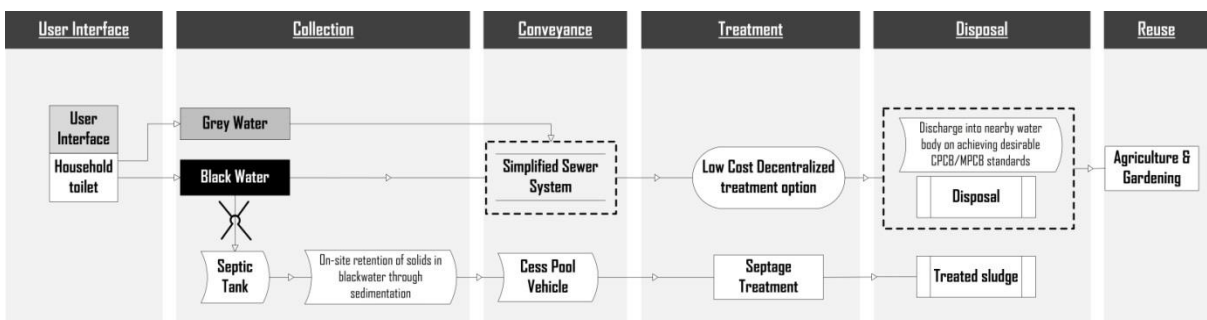 User Interface
Collection
Conveyance
Treatment
Disposal
Reuse
User
Interface
Household
toilet
Grey Water
Black Water
Simplified Sewer
System
Low Cost Decentralized
treatment option
Discharge into nearby water
body on achieving desirable
CPCB/MPCB standards
Disposal
Agriculture &
Gardening
Septic
Tank
On-site retention of solids in
blackwater through
sedimentation
Cess Pool
Vehicle
Septage
Treatment
Treated sludge